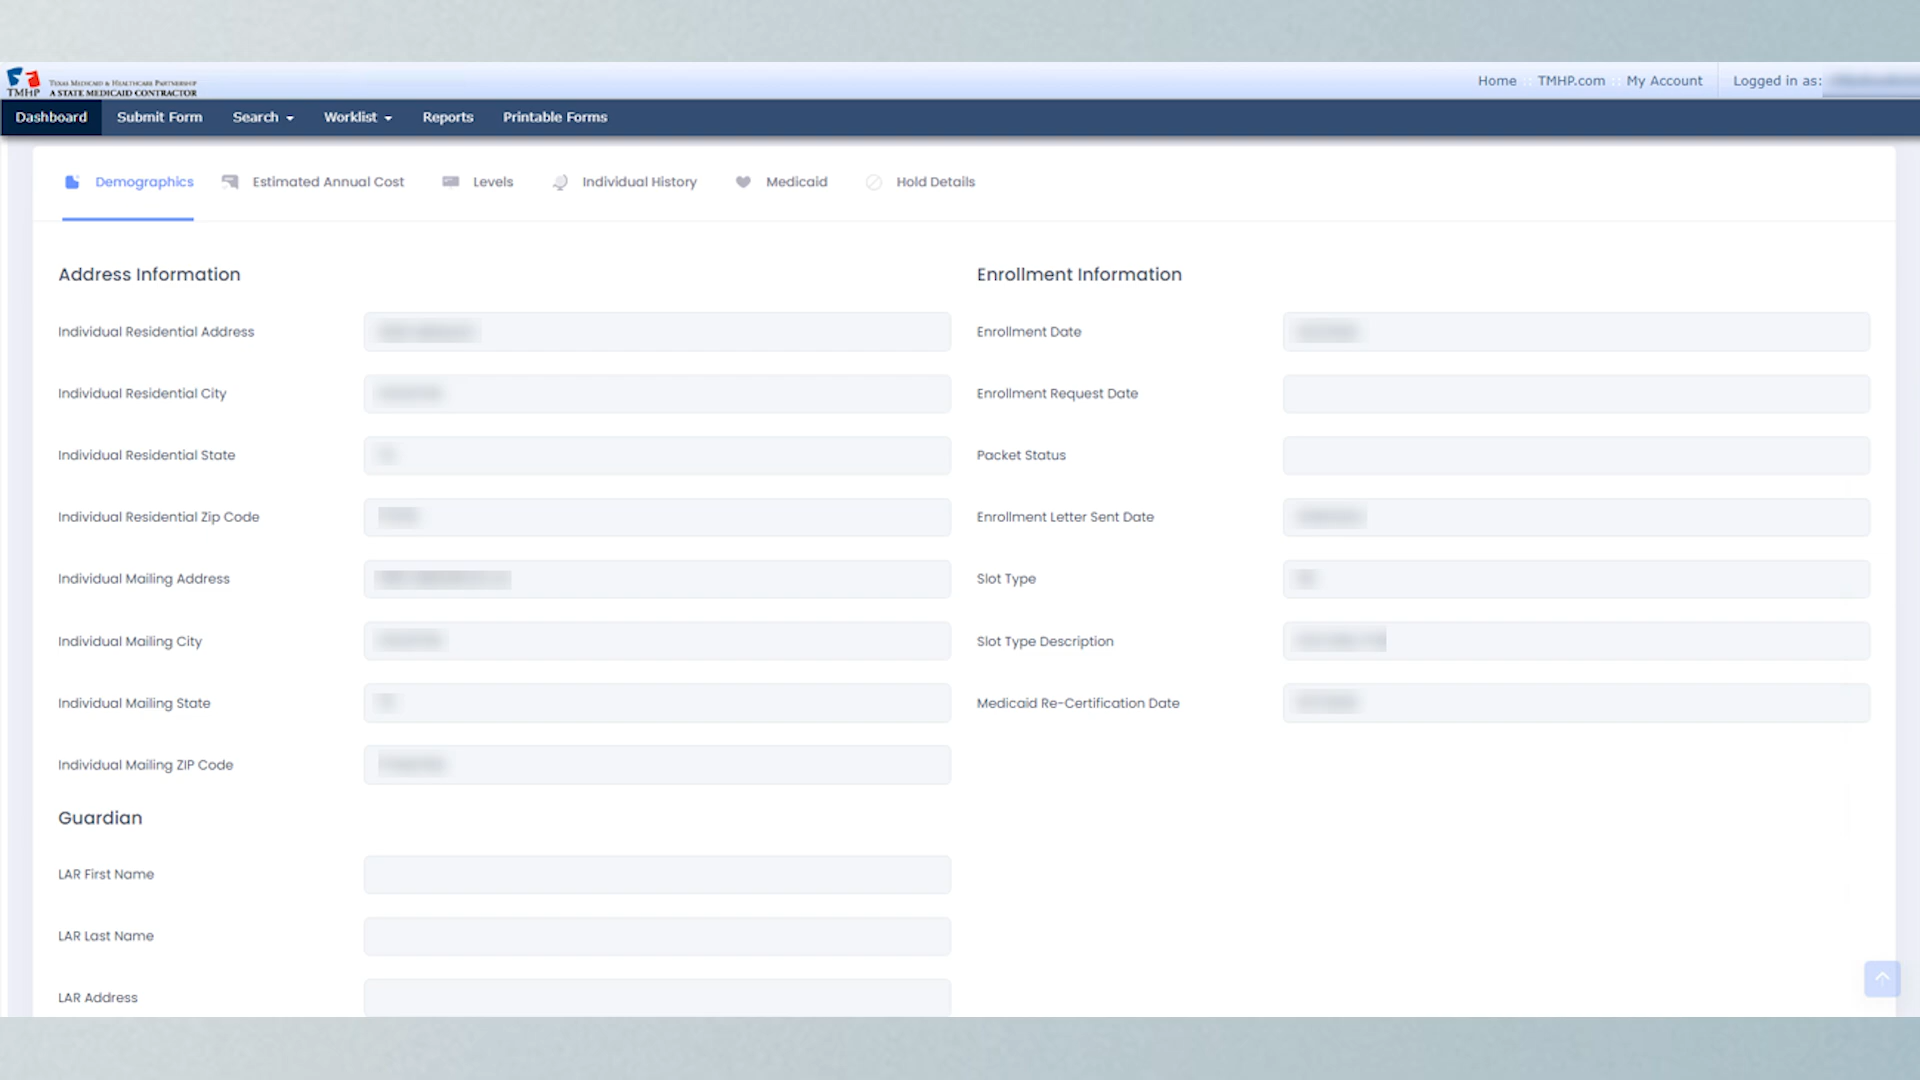 TMHP
TEXAS MEDICAID & HEALTHCARE PARTNERSHIP
A STATE MEDICAID CONTRACTOR
Home TMHP.com My Account Logged in as:
Dashboard Submit Form Search Worklist Reports Printable Forms
Demographics Estimated Annual Cost Levels Individual History Medicaid Hold Details
Address Information
Individual Residential Address
Individual Residential City
Individual Residential State
Individual Residential Zip Code
Individual Mailing Address
Individual Mailing City
Individual Mailing State
Individual Mailing ZIP Code
Guardian
LAR First Name
LAR Last Name
LAR Address
Enrollment Information
Enrollment Date
Enrollment Request Date
Packet Status
Enrollment Letter Sent Date
Slot Type
Slot Type Description
Medicaid Re-Certification Date